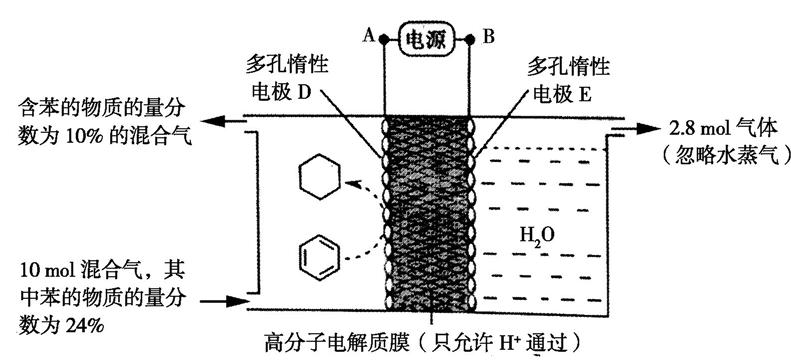 A 电源 B
多孔惰性
电极 D
多孔惰性
电极 E
含苯的物质的量分
数为 10% 的混合气
2.8 mol 气体
（忽略水蒸气）
H₂O
10 mol 混合气，其
中苯的物质的量分
数为 24%
高分子电解质膜（只允许 H⁺ 通过）